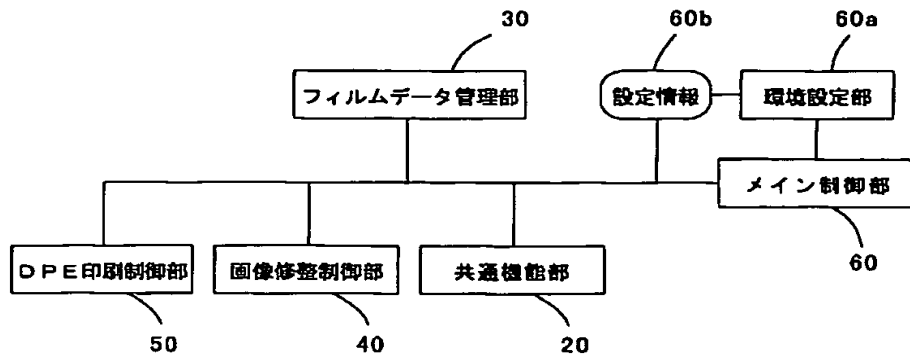 30
60b
60a
フィルムデータ管理部
設定情報
環境設定部
メイン制御部
DPE印刷制御部
画像修整制御部
共通機能部
60
50
40
20